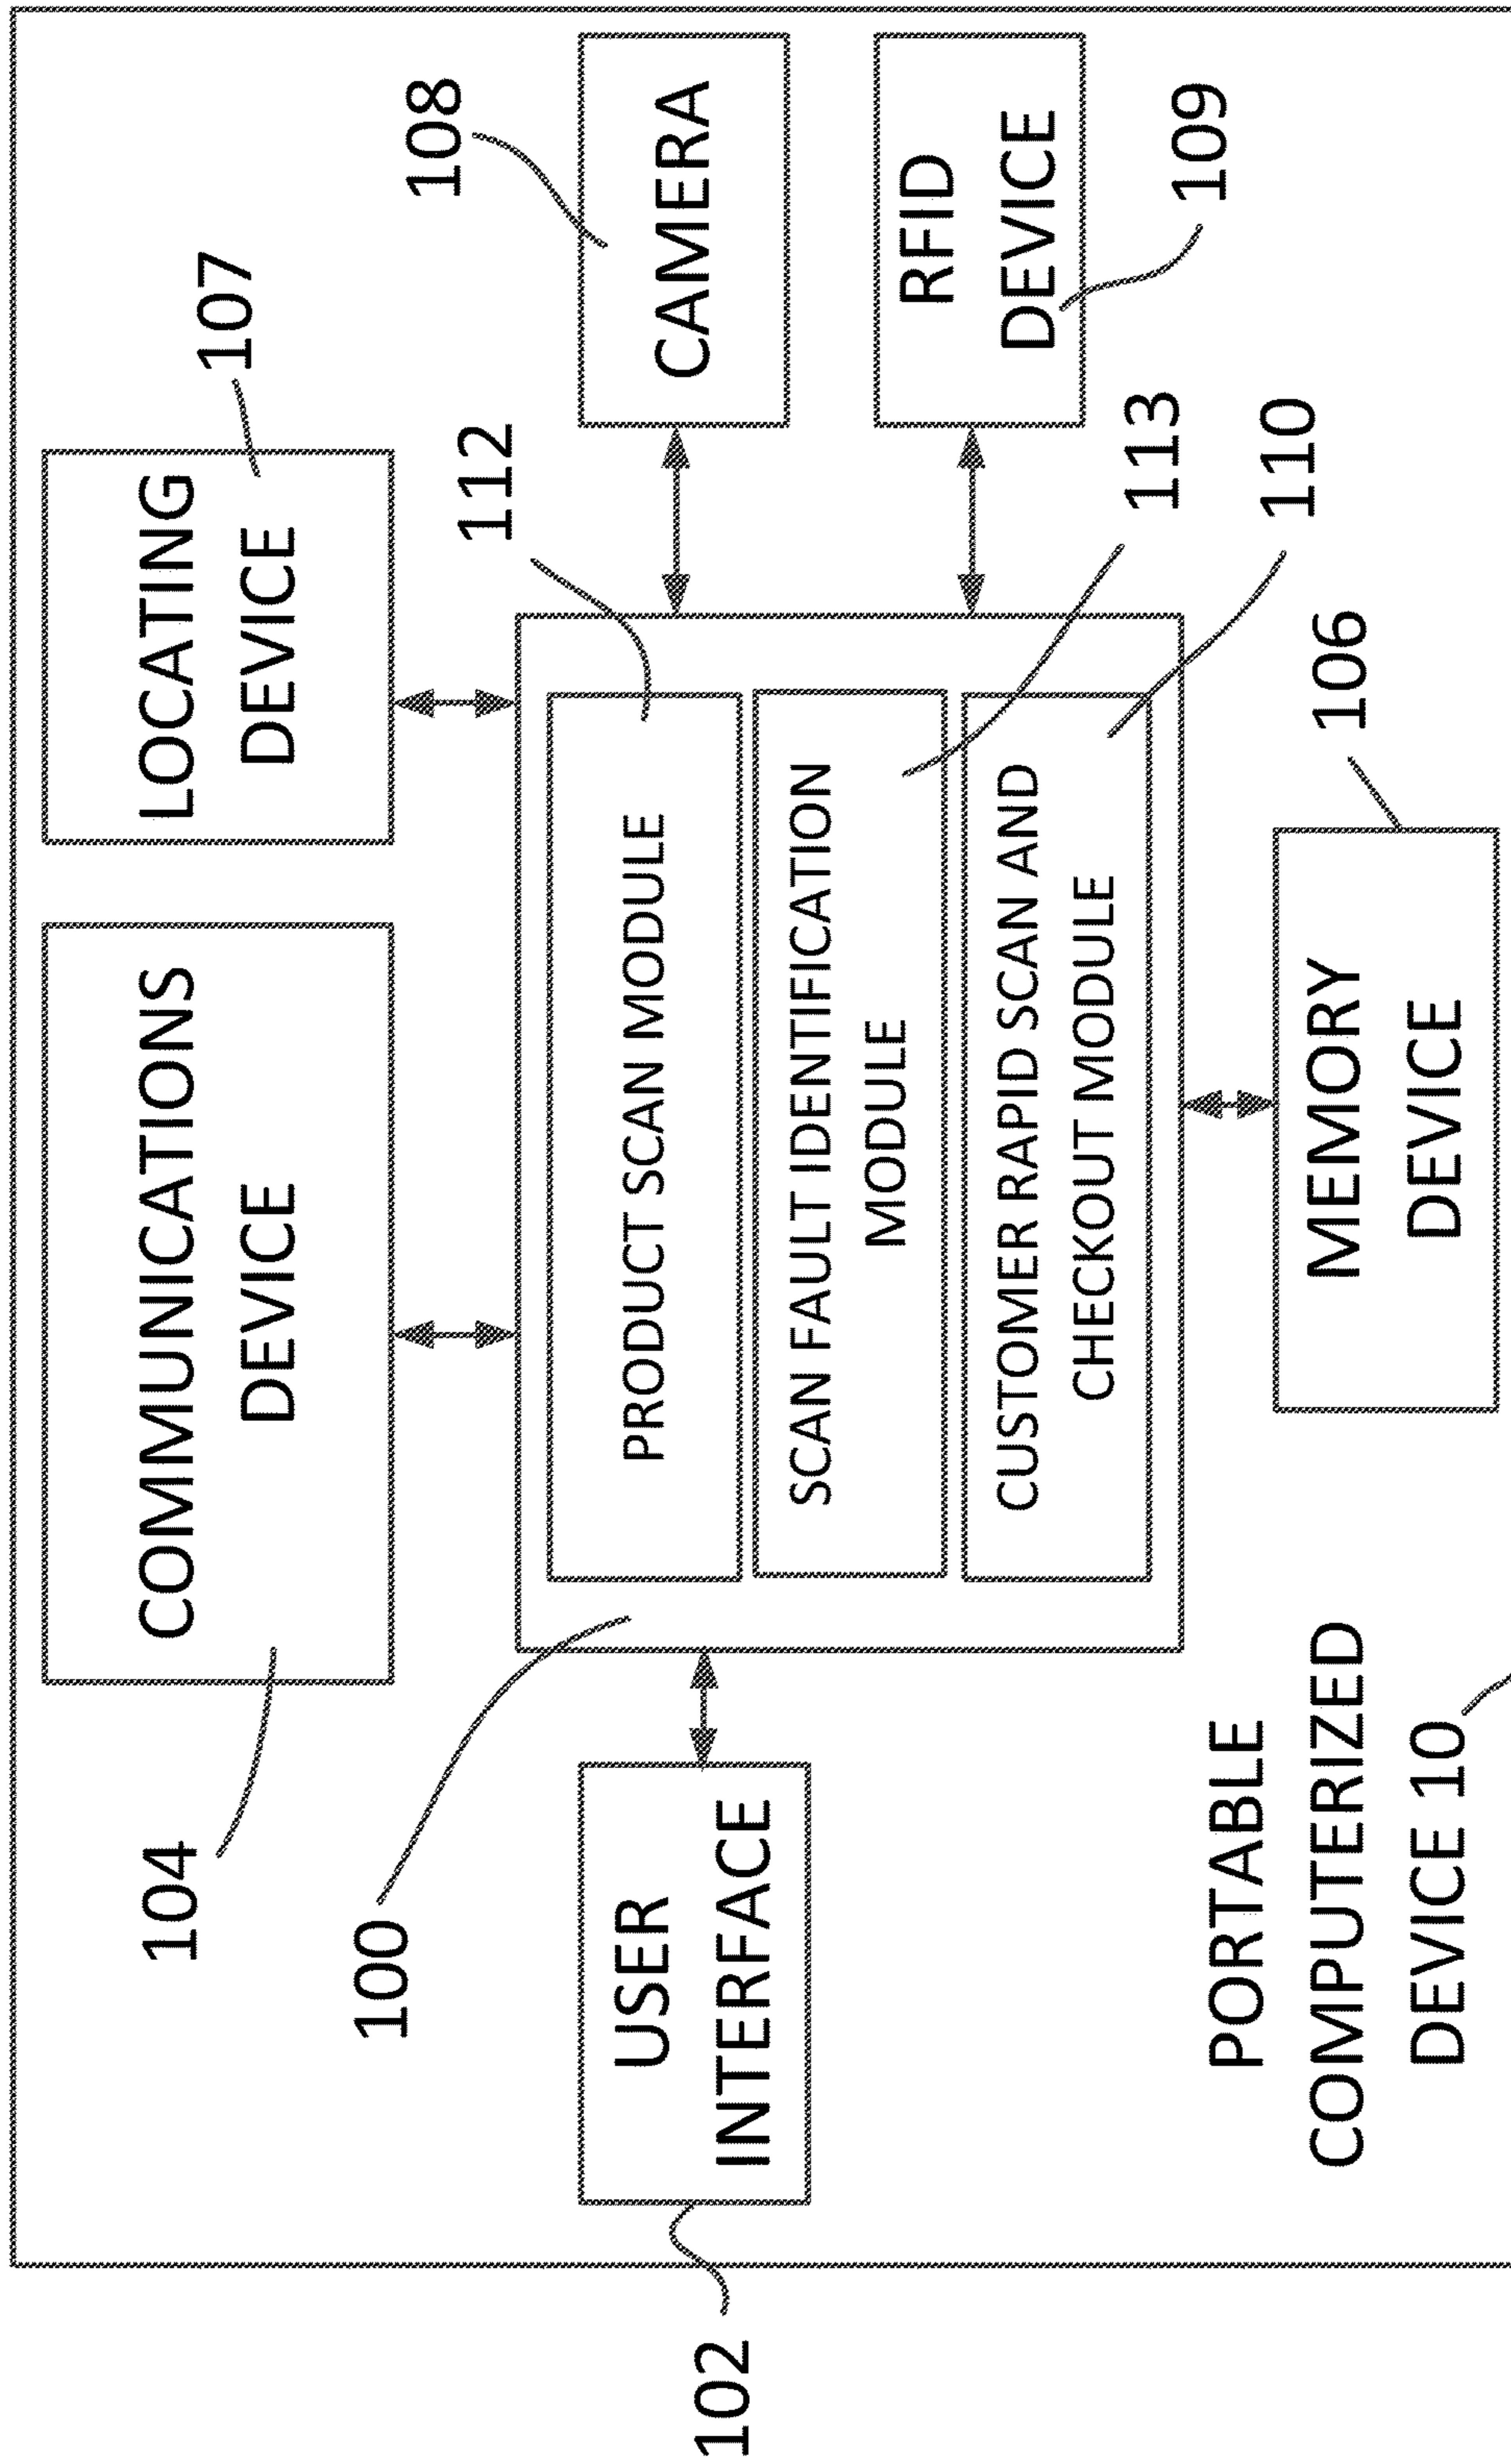 COMMUNICATIONS
DEVICE
104
LOCATING
DEVICE
107
100
112
108
USER
INTERFACE
102
PRODUCT SCAN MODULE
SCAN FAULT IDENTIFICATION
MODULE
CUSTOMER RAPID SCAN AND
CHECKOUT MODULE
CAMERA
RFID
DEVICE
109
113
110
PORTABLE
COMPUTERIZED
DEVICE 10
MEMORY
DEVICE
106